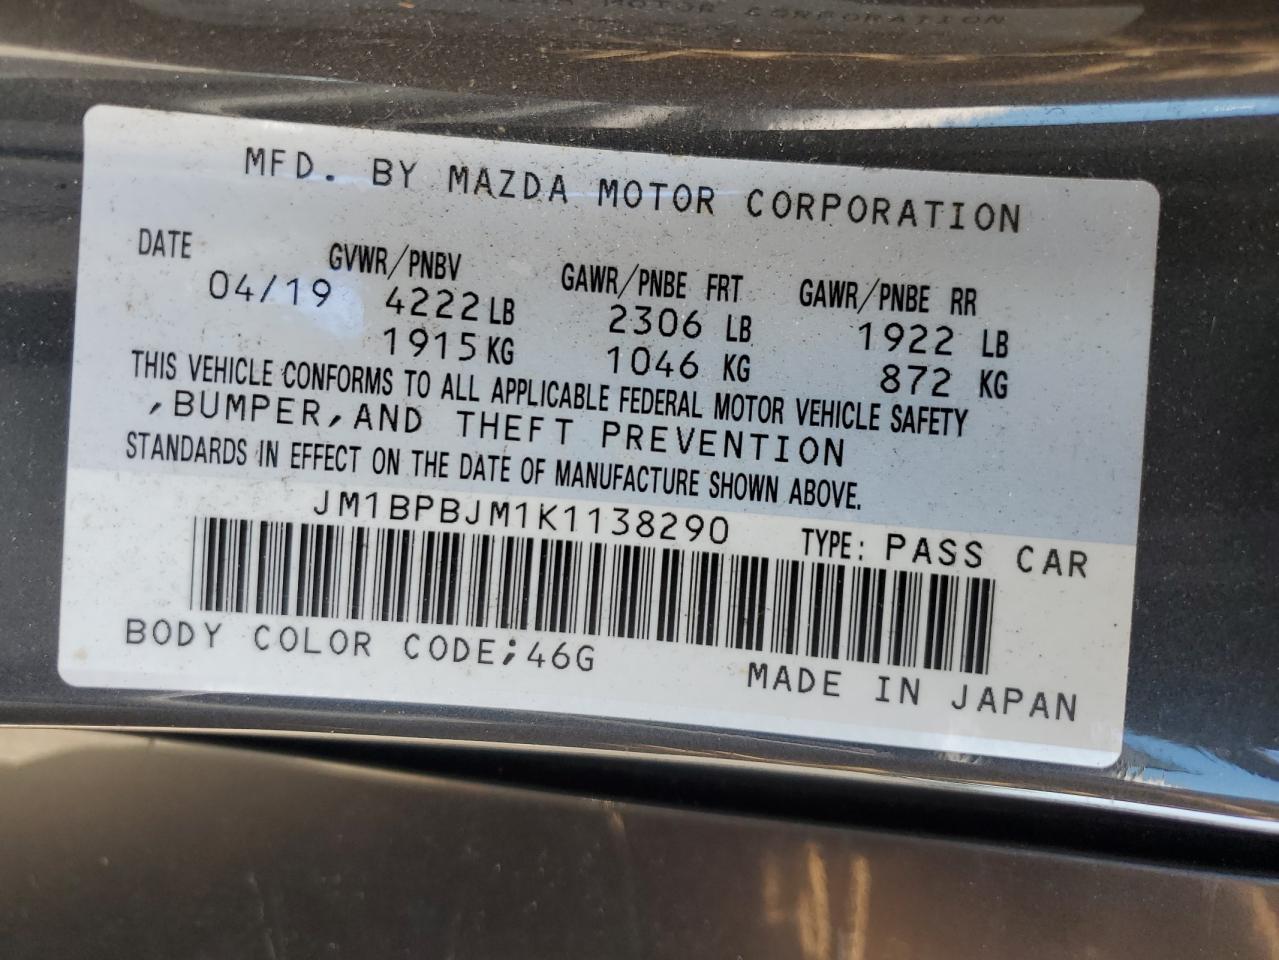 MFD. BY MAZDA MOTOR CORPORATION
DATE GVWR/PNBV GAWR/PNBE FRT GAWR/PNBE RR
04/19 4222 LB 2306 LB 1922 LB
1915 KG 1046 KG 872 KG
THIS VEHICLE CONFORMS TO ALL APPLICABLE FEDERAL MOTOR VEHICLE SAFETY
,BUMPER,AND THEFT PREVENTION
STANDARDS IN EFFECT ON THE DATE OF MANUFACTURE SHOWN ABOVE.
JM1BPBJM1K1138290 TYPE: PASS CAR
BODY COLOR CODE;46G MADE IN JAPAN